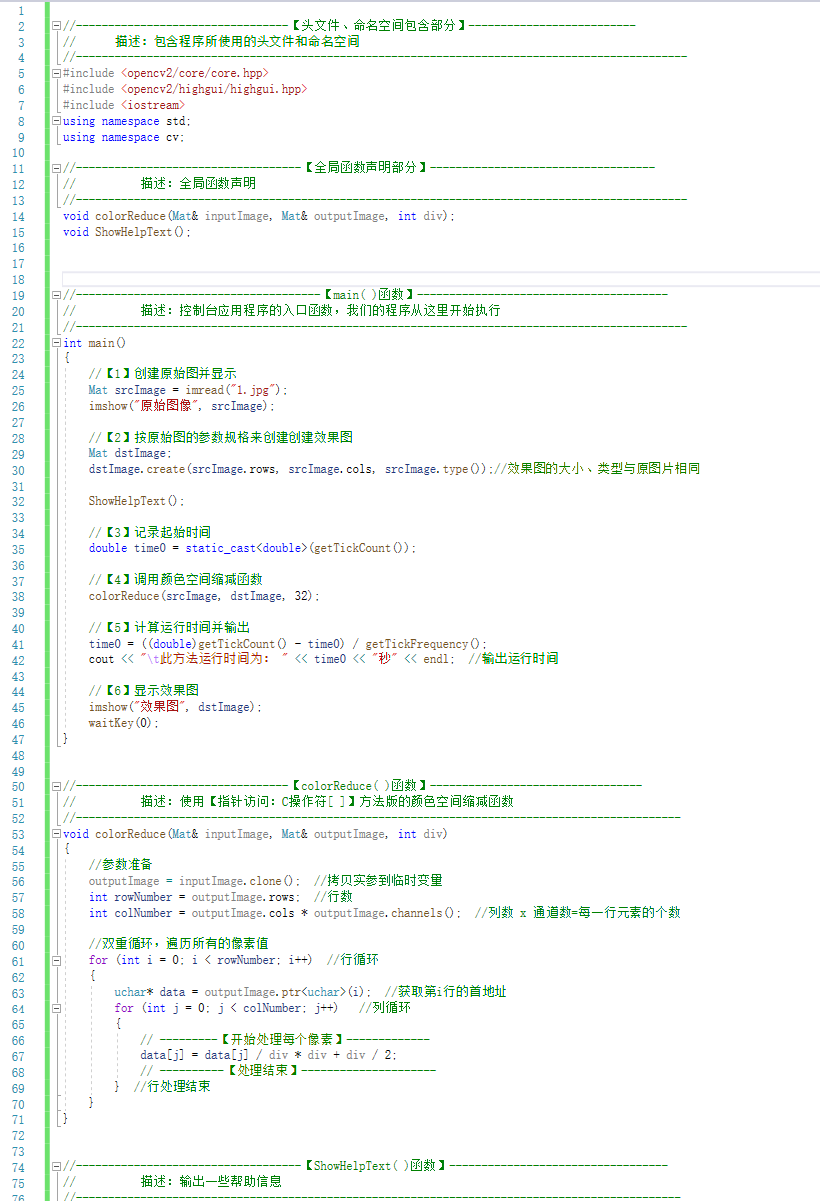 1
2 //---------------------------------【头文件、命名空间包含部分】--------------------------
3 //      描述：包含程序所使用的头文件和命名空间
4 //-----------------------------------------------------------------------------------------------
5 #include <opencv2/core/core.hpp>
6 #include <opencv2/highgui/highgui.hpp>
7 #include <iostream>
8 using namespace std;
9 using namespace cv;
10
11 //-----------------------------------【全局函数声明部分】-----------------------------------
12 //          描述：全局函数声明
13 //-----------------------------------------------------------------------------------------------
14 void colorReduce(Mat& inputImage, Mat& outputImage, int div);
15 void ShowHelpText();
16
17
18
19 //--------------------------------------【main( )函数】---------------------------------------
20 //          描述：控制台应用程序的入口函数，我们的程序从这里开始执行
21 //-----------------------------------------------------------------------------------------------
22 int main()
23 {
24     //【1】创建原始图并显示
25     Mat srcImage = imread("1.jpg");
26     imshow("原始图像", srcImage);
27
28     //【2】按原始图的参数规格来创建创建效果图
29     Mat dstImage;
30     dstImage.create(srcImage.rows, srcImage.cols, srcImage.type());//效果图的大小、类型与原图片相同
31
32     ShowHelpText();
33
34     //【3】记录起始时间
35     double time0 = static_cast<double>(getTickCount());
36
37     //【4】调用颜色空间缩减函数
38     colorReduce(srcImage, dstImage, 32);
39
40     //【5】计算运行时间并输出
41     time0 = ((double)getTickCount() - time0) / getTickFrequency();
42     cout << "\t此方法运行时间为： " << time0 << "秒" << endl;  //输出运行时间
43
44     //【6】显示效果图
45     imshow("效果图", dstImage);
46     waitKey(0);
47 }
48
49
50 //---------------------------------【colorReduce( )函数】---------------------------------
51 //          描述：使用【指针访问：C操作符[ ]】方法版的颜色空间缩减函数
52 //----------------------------------------------------------------------------------------------
53 void colorReduce(Mat& inputImage, Mat& outputImage, int div)
54 {
55     //参数准备
56     outputImage = inputImage.clone();  //拷贝实参到临时变量
57     int rowNumber = outputImage.rows;  //行数
58     int colNumber = outputImage.cols * outputImage.channels();  //列数 x 通道数=每一行元素的个数
59
60     //双重循环，遍历所有的像素值
61     for (int i = 0; i < rowNumber; i++)  //行循环
62     {
63         uchar* data = outputImage.ptr<uchar>(i);  //获取第i行的首地址
64         for (int j = 0; j < colNumber; j++)   //列循环
65         {
66             // ---------【开始处理每个像素】-------------
67             data[j] = data[j] / div * div + div / 2;
68             // ----------【处理结束】---------------------
69         }  //行处理结束
70     }
71 }
72
73
74 //-----------------------------------【ShowHelpText( )函数】----------------------------------
75 //          描述：输出一些帮助信息
76 //----------------------------------------------------------------------------------------------